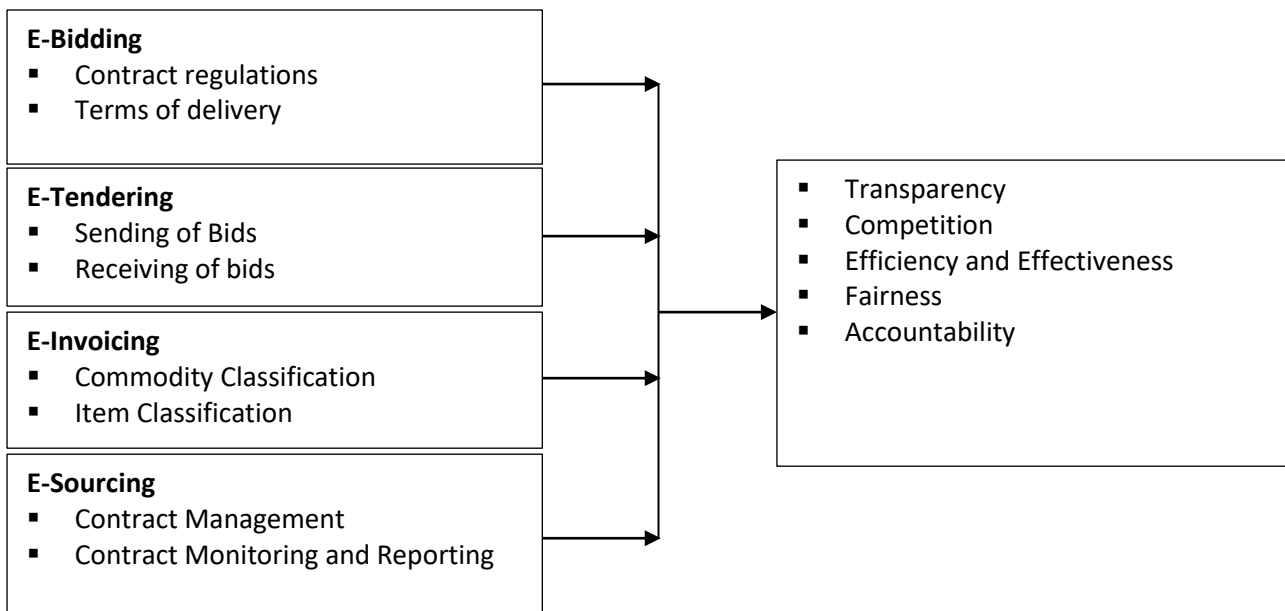 E-Bidding
▪ Contract regulations
▪ Terms of delivery
E-Tendering
▪ Sending of Bids
▪ Receiving of bids
E-Invoicing
▪ Commodity Classification
▪ Item Classification
E-Sourcing
▪ Contract Management
▪ Contract Monitoring and Reporting
▪ Transparency
▪ Competition
▪ Efficiency and Effectiveness
▪ Fairness
▪ Accountability